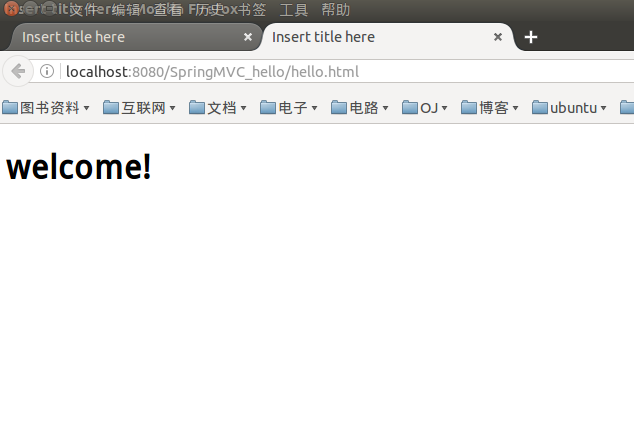 文件 编辑 查看 历史 书签 工具 帮助
Insert title here Insert title here
localhost:8080/SpringMVC_hello/hello.html
图书资料 互联网 文档 电子 电路 OJ 博客 ubuntu
welcome!